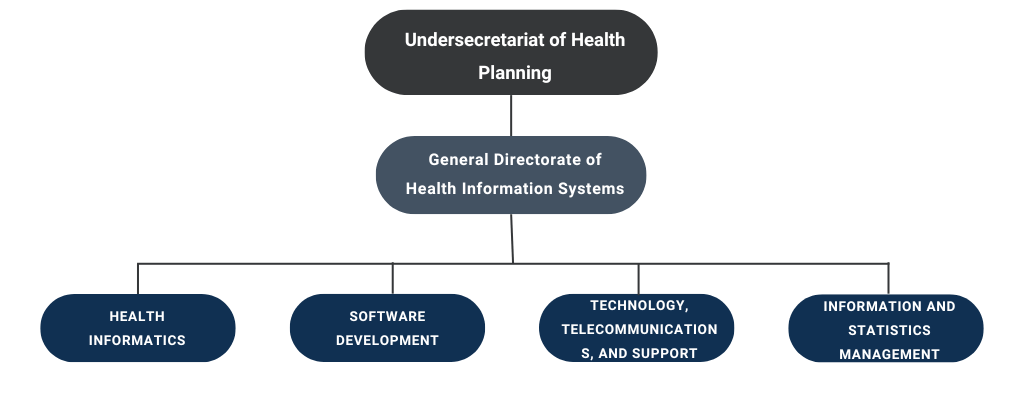 Undersecretariat of Health
Planning
General Directorate of
Health Information Systems
HEALTH
INFORMATICS
SOFTWARE
DEVELOPMENT
TECHNOLOGY,
TELECOMMUNICATION
S, AND SUPPORT
INFORMATION AND
STATISTICS
MANAGEMENT